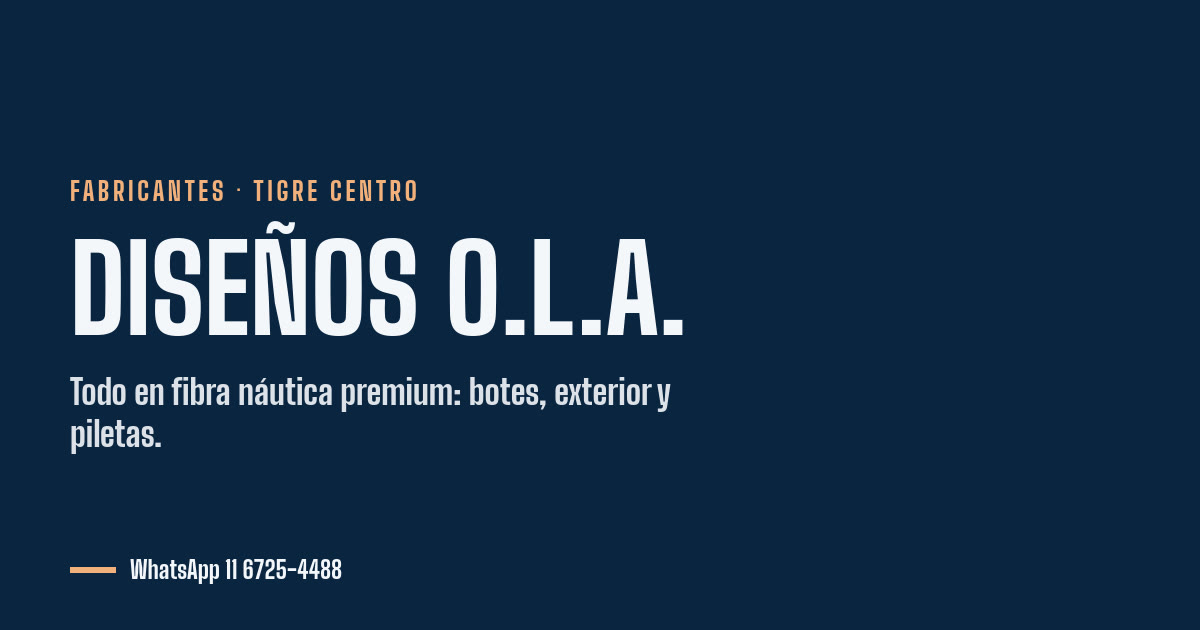 FABRICANTES · TIGRE CENTRO
DISEÑOS O.L.A.
Todo en fibra náutica premium: botes, exterior y
piletas.
WhatsApp 11 6725-4488